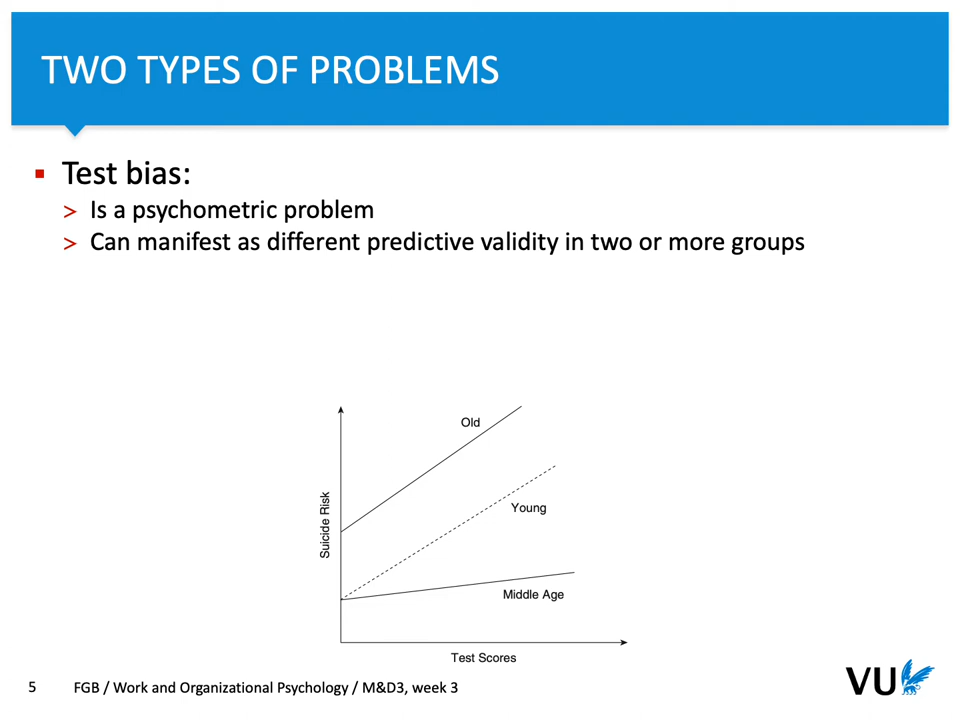 TWO TYPES OF PROBLEMS
Test bias:
> Is a psychometric problem
> Can manifest as different predictive validity in two or more groups
Old
Young
Middle Age
Suicide Risk
Test Scores
5
FGB / Work and Organizational Psychology / M&D3, week 3
VU